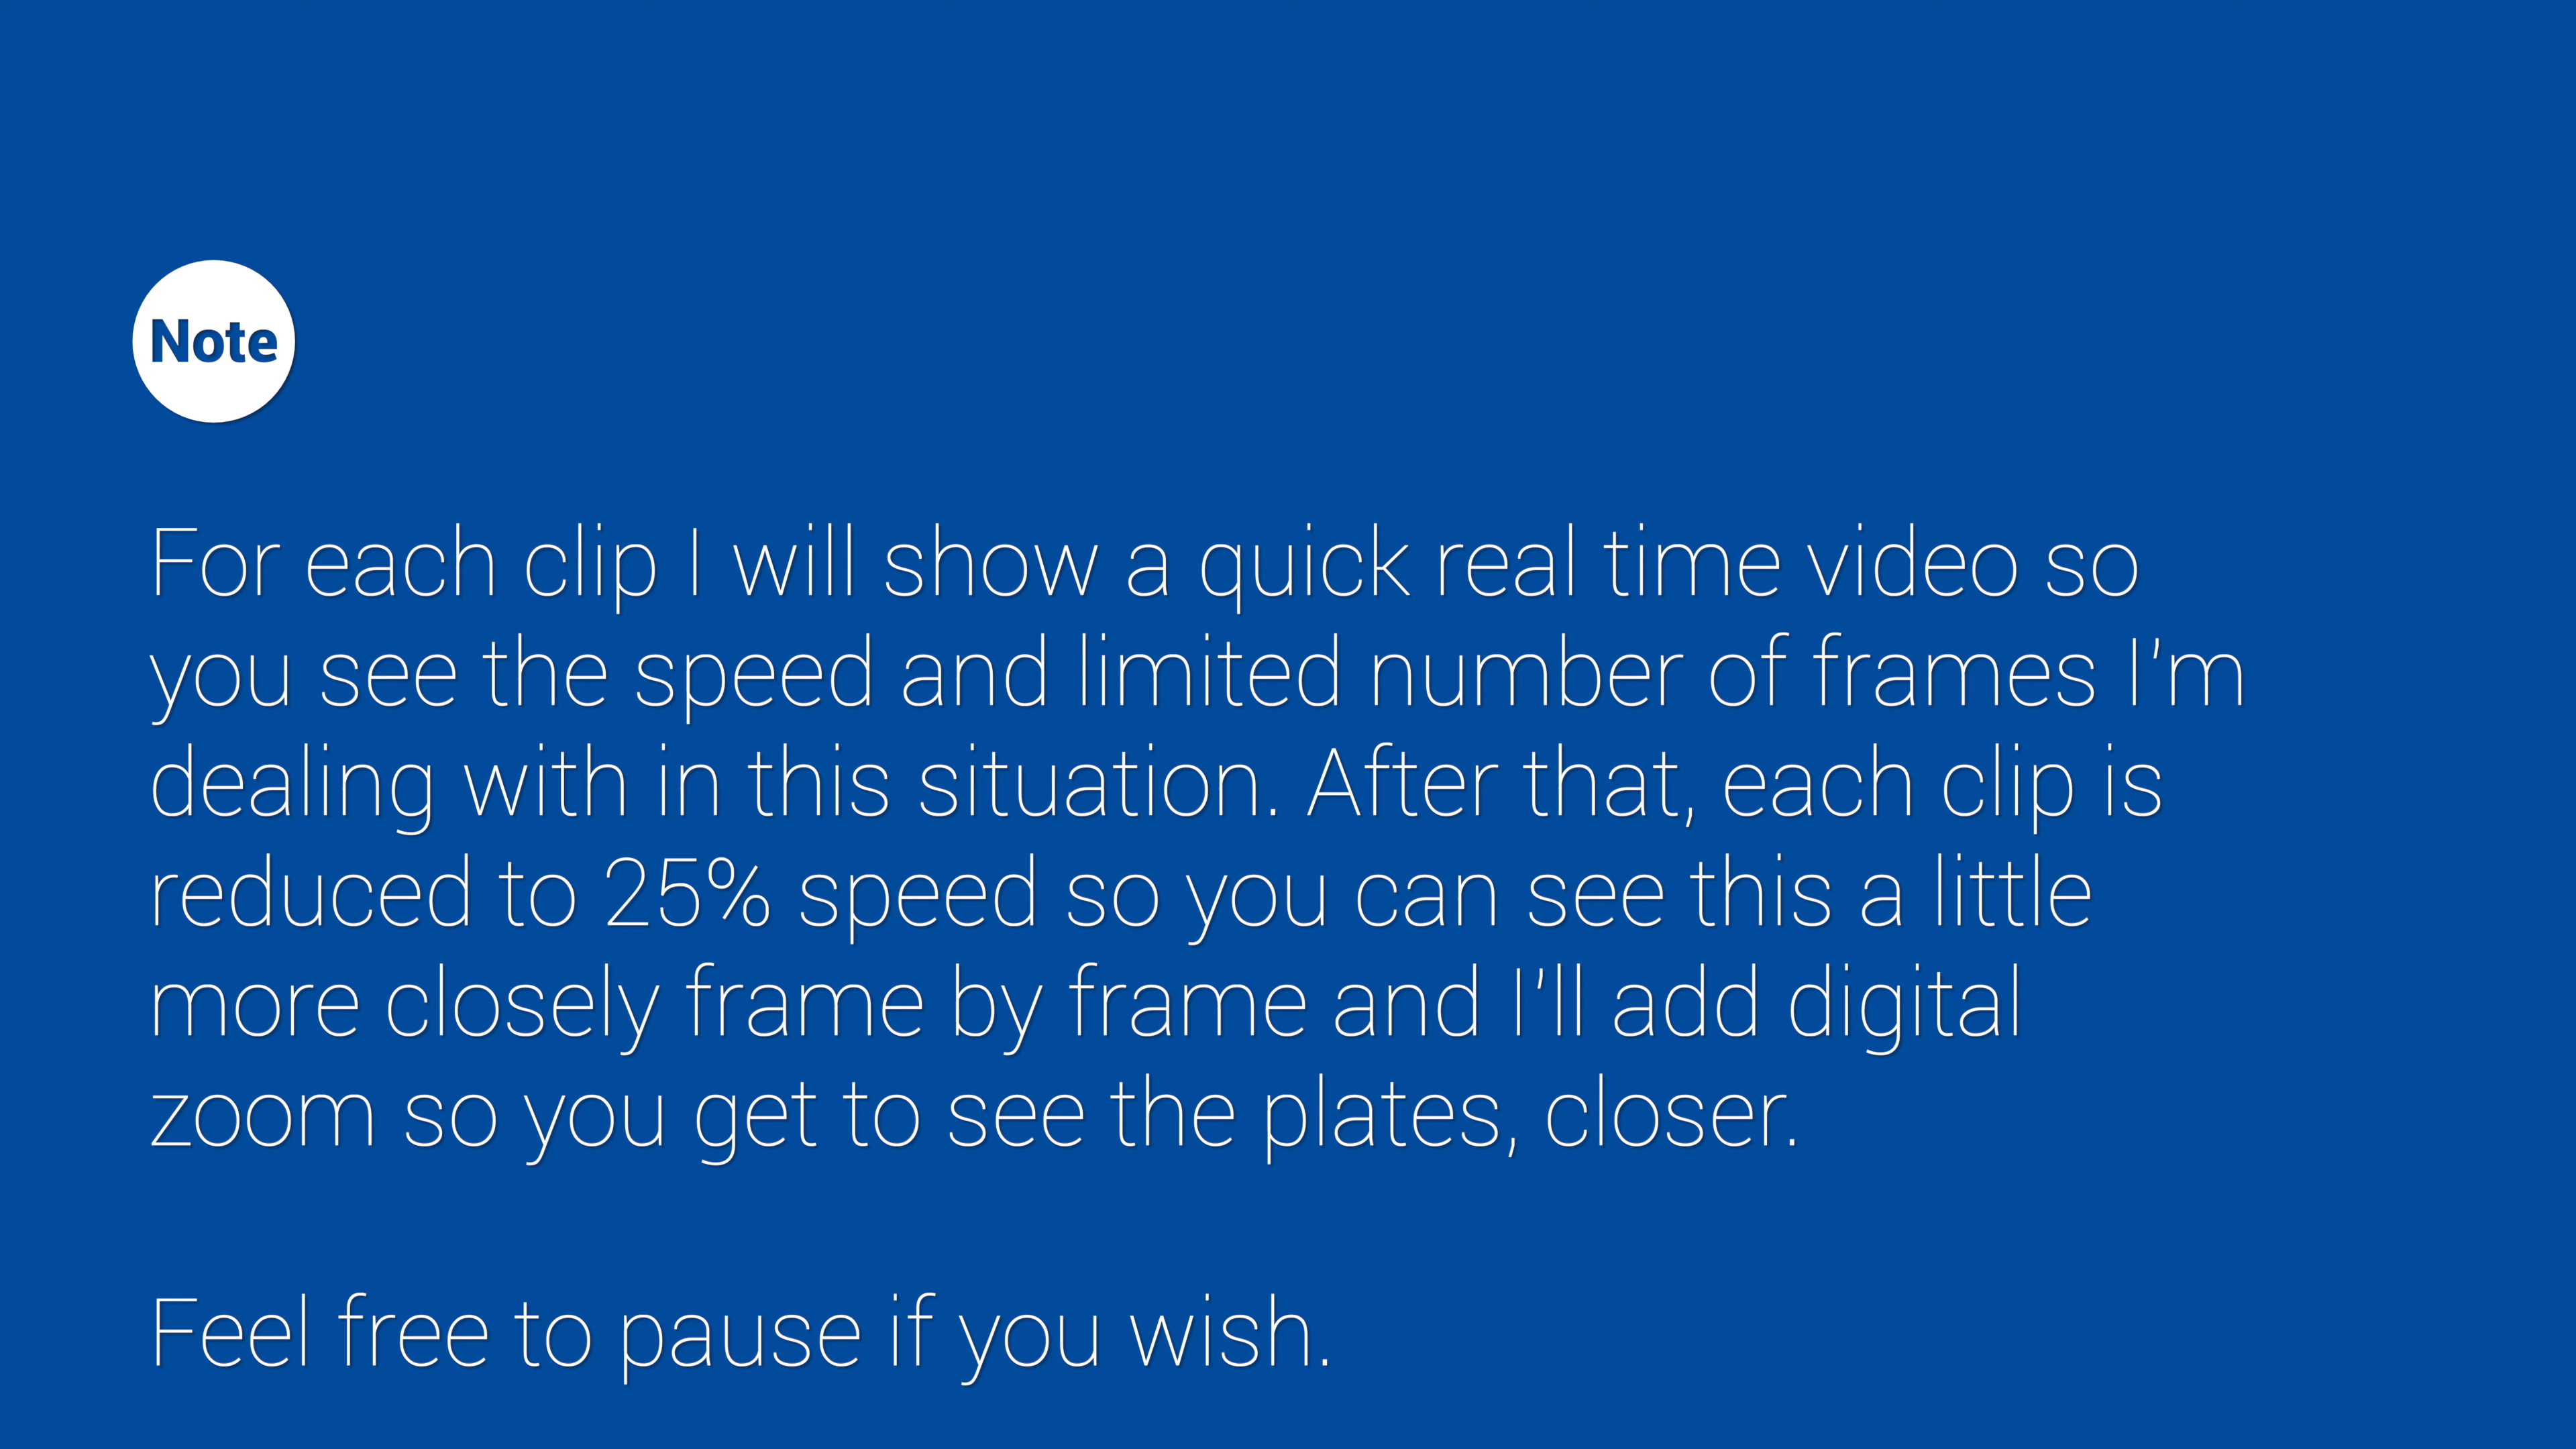 Note
For each clip I will show a quick real time video so
you see the speed and limited number of frames I'm
dealing with in this situation. After that, each clip is
reduced to 25% speed so you can see this a little
more closely frame by frame and I'll add digital
zoom so you get to see the plates, closer.
Feel free to pause if you wish.